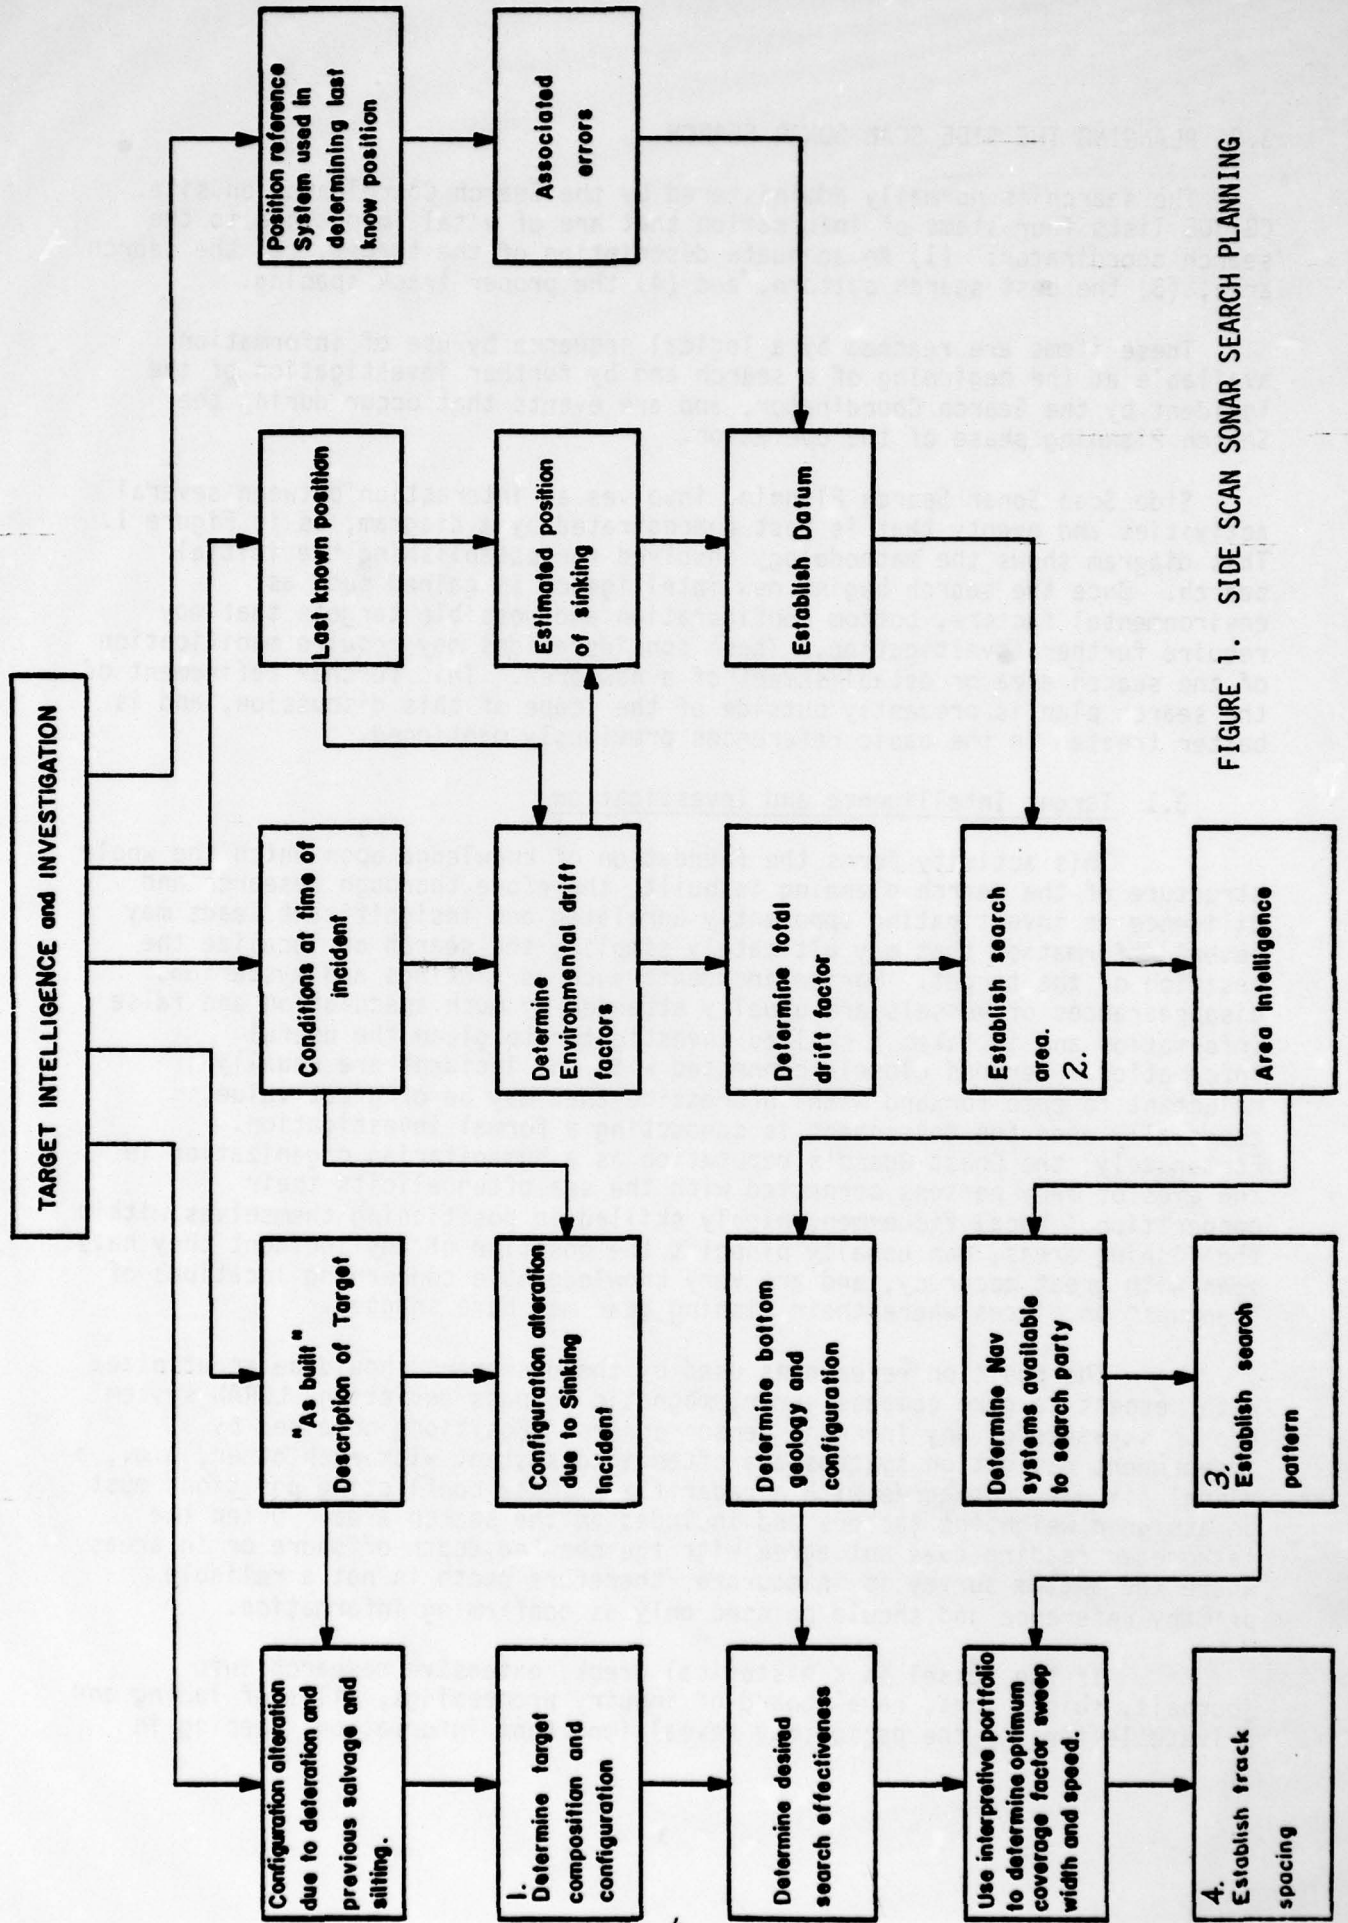 TARGET INTELLIGENCE and INVESTIGATION
Configuration alteration
due to deteration and
previous salvage and
silting.
"As built"
Description of Target
Conditions at time of
Incident
Last known position
Position reference
System used in
determining last
know position
1.
Determine target
composition and
configuration
Configuration alteration
due to Sinking
Incident
Determine
Environmental drift
factors
Estimated position
of sinking
Associated
errors
Determine desired
search effectiveness
Determine bottom
geology and
configuration
Determine total
drift factor
Establish Datum
Use interpretive portfolio
to determine optimum
coverage factor sweep
width and speed.
Determine Nav
systems available
to search party
Establish search
area.
2.
4.
Establish track
spacing
3.
Establish search
pattern
Area Intelligence
FIGURE 1. SIDE SCAN SONAR SEARCH PLANNING